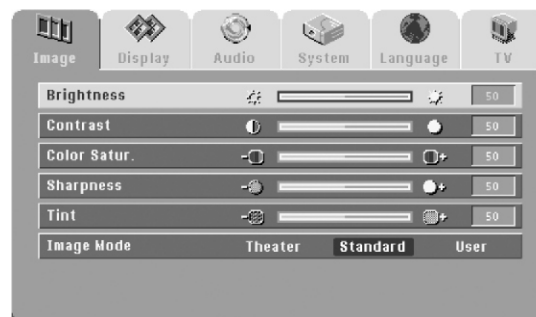 Image Display Audio System Language TV
Brightness 50
Contrast 50
Color Satur. 50
Sharpness 50
Tint 50
Image Mode Theater Standard User